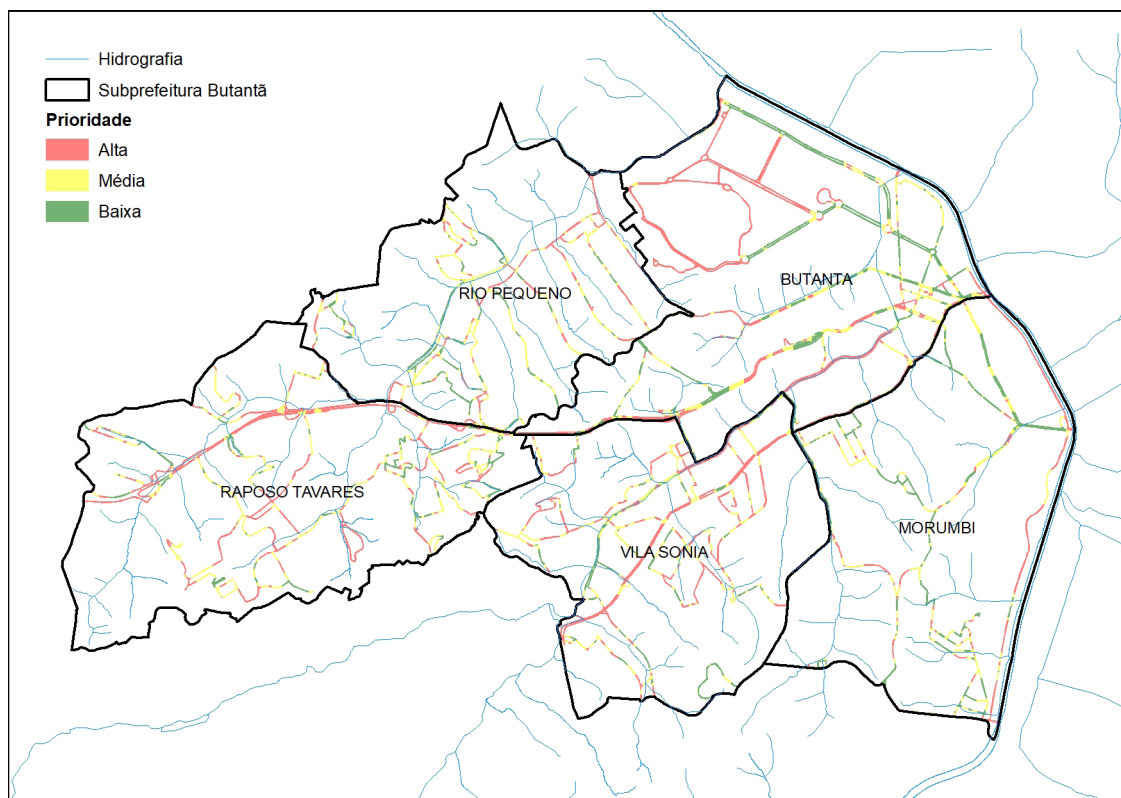 Hidrografia
Subprefeitura Butantã
Prioridade
Alta
Média
Baixa
RIO PEQUENO
BUTANTA
RAPOSO TAVARES
VILA SONIA
MORUMBI